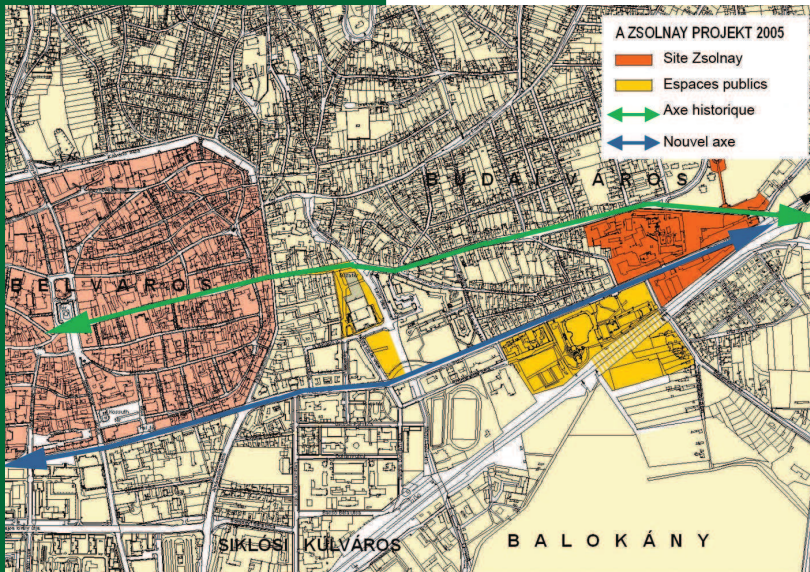 A ZSOLNAY PROJEKT 2005
Site Zsolnay
Espaces publics
Axe historique
Nouvel axe
BUDAI-VÁROS
BELVÁROS
SIKLÓSI KÜLVÁROS
BALOKÁNY